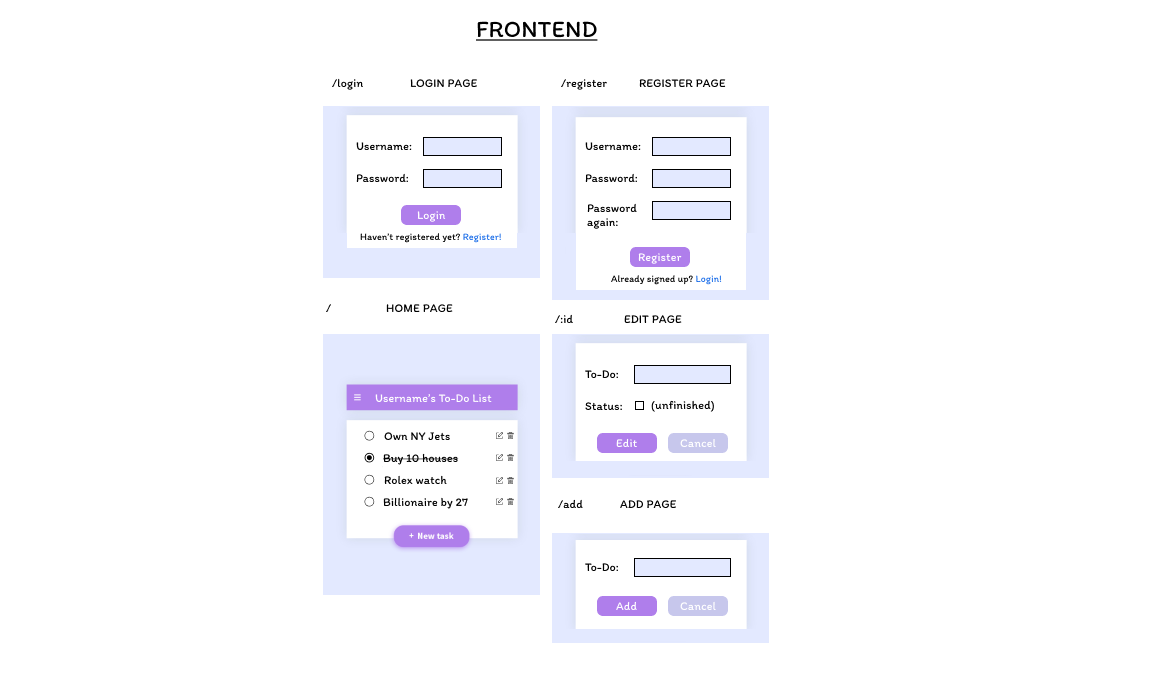 FRONTEND
/login LOGIN PAGE
Username:
Password:
Login
Haven't registered yet? Register!
/register REGISTER PAGE
Username:
Password:
Password
again:
Register
Already signed up? Login!
/ HOME PAGE
Username's To-Do List
Own NY Jets
Buy 10 houses
Rolex watch
Billionaire by 27
+ New task
/:id EDIT PAGE
To-Do:
Status: (unfinished)
Edit Cancel
/add ADD PAGE
To-Do:
Add Cancel